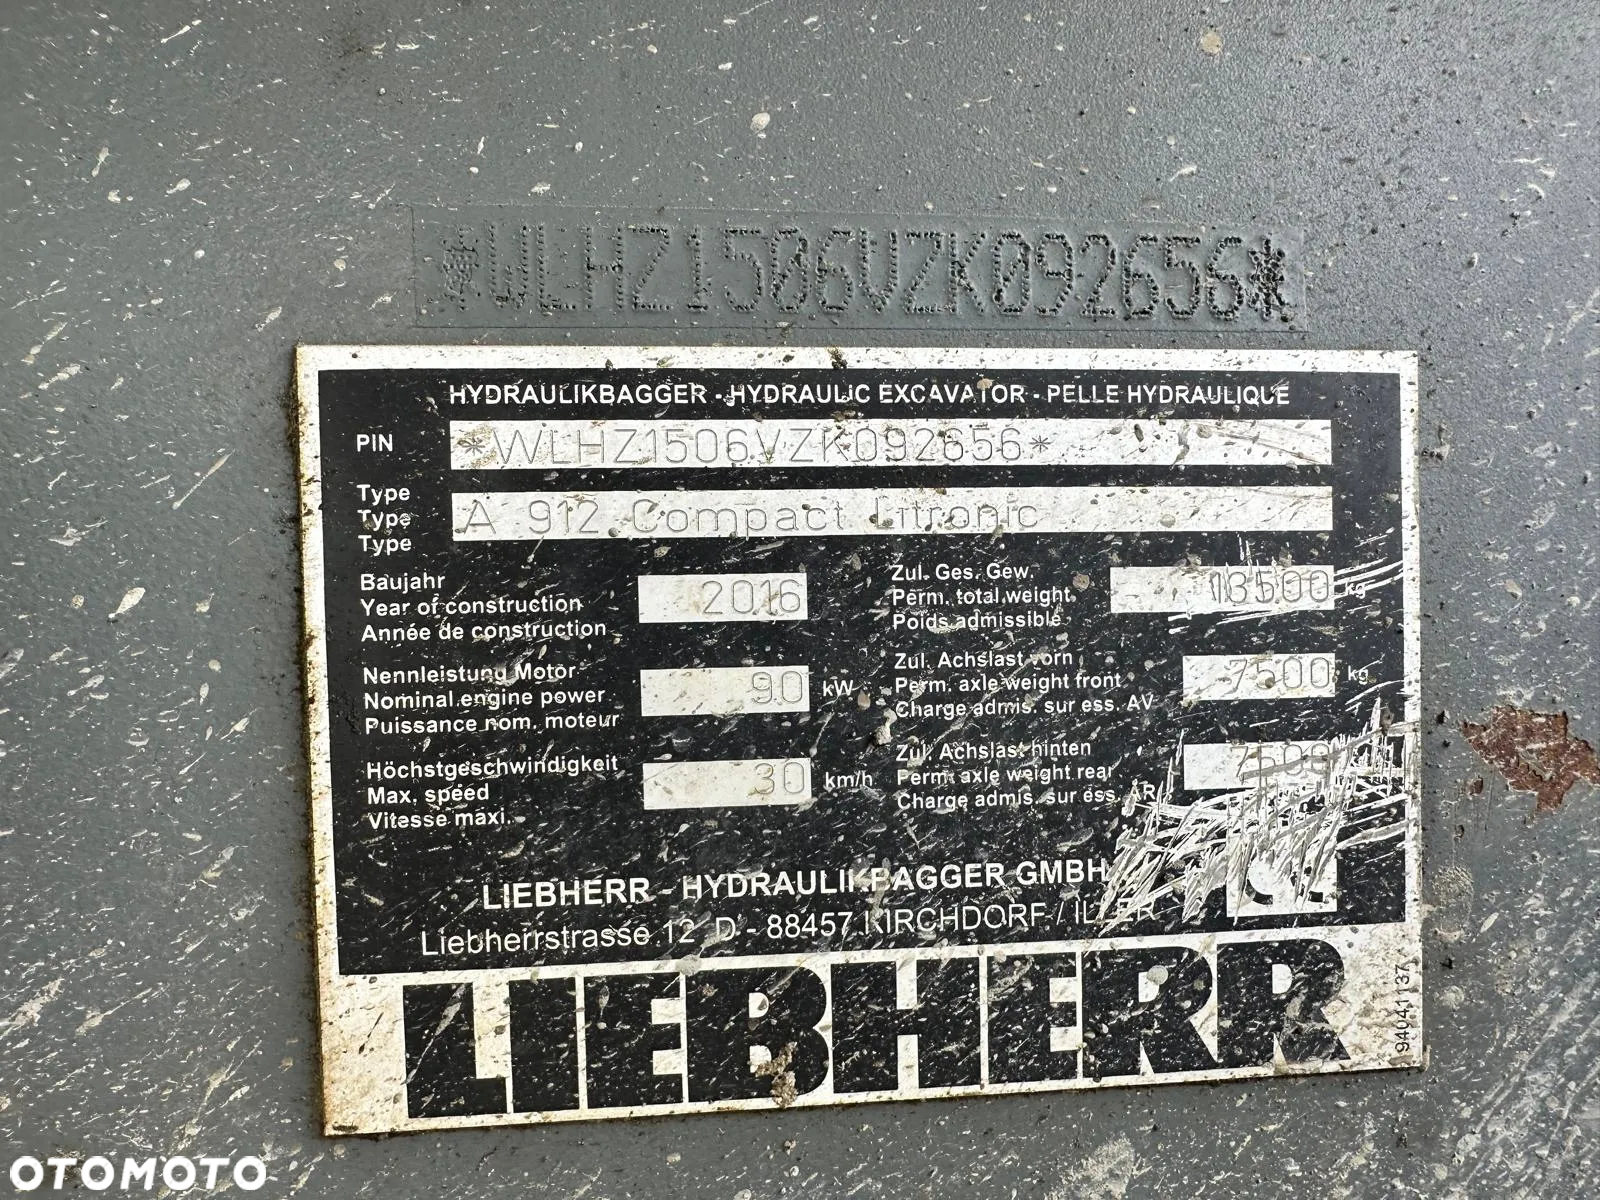 *WLHZ1506VZK092656*
HYDRAULIKBAGGER - HYDRAULIC EXCAVATOR - PELLE HYDRAULIQUE
PIN *WLHZ1506VZK092656*
Type
Type A 912 Compact Litronic
Type
Baujahr
Year of construction 2016
Année de construction
Zul. Ges. Gew.
Perm. total weight 13500 kg
Poids admissible
Nennleistung Motor
Nominal engine power 90 kW
Puissance nom. moteur
Zul. Achslast vorn
Perm. axle weight front 7500 kg
Charge admis. sur ess. AV
Höchstgeschwindigkeit
Max. speed 30 km/h
Vitesse maxi.
Zul. Achslast hinten
Perm. axle weight rear 7500
Charge admis. sur ess. AR
LIEBHERR - HYDRAULIKBAGGER GMBH
Liebherrstrasse 12 D - 88457 KIRCHDORF / ILLER
CE
LIEBHERR
94041137
OTOMOTO